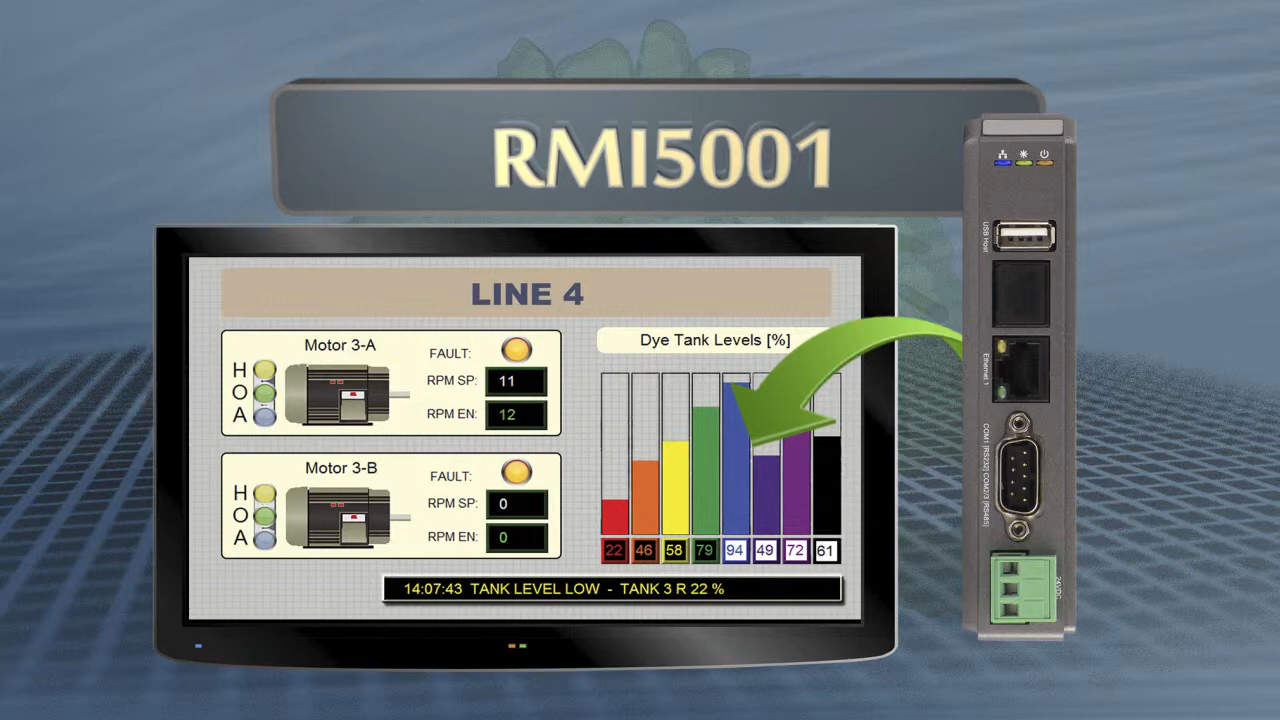 RMI5001
LINE 4
Motor 3-A
H
O
A
FAULT:
RPM SP: 11
RPM EN: 12
Motor 3-B
H
O
A
FAULT:
RPM SP: 0
RPM EN: 0
Dye Tank Levels [%]
22 46 58 79 94 49 72 61
14:07:43 TANK LEVEL LOW - TANK 3 R 22 %
USB Host
Ethernet 1
COM1 [RS232] COM2/3 [RS485]
24VDC